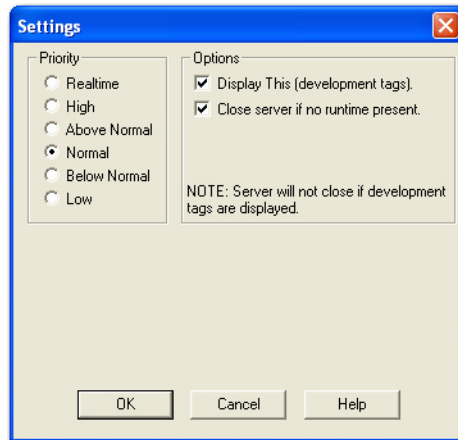 Settings
Priority
Realtime
High
Above Normal
Normal
Below Normal
Low
Options
Display This (development tags).
Close server if no runtime present.
NOTE: Server will not close if development
tags are displayed.
OK
Cancel
Help